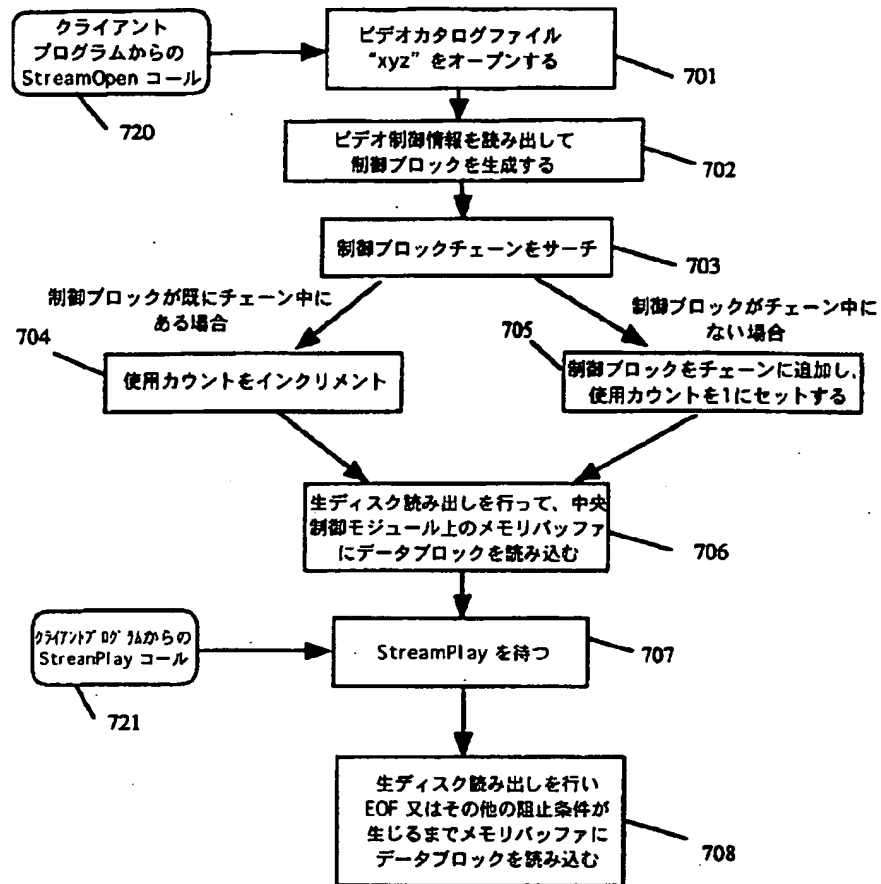 クライアント
プログラムからの
StreamOpen コール
720
ビデオカタログファイル
“xyz”をオープンする
701
ビデオ制御情報を読み出して
制御ブロックを生成する
702
制御ブロックチェーンをサーチ
703
制御ブロックが既にチェーン中に
ある場合
704
使用カウントをインクリメント
制御ブロックがチェーン中に
ない場合
705
制御ブロックをチェーンに追加し、
使用カウントを1にセットする
生ディスク読み出しを行って、中央
制御モジュール上のメモリバッファ
にデータブロックを読み込む
706
クライアントプログラムからの
StreanPlay コール
721
StreamPlay を待つ
707
生ディスク読み出しを行い
EOF 又はその他の阻止条件が
生じるまでメモリバッファに
データブロックを読み込む
708